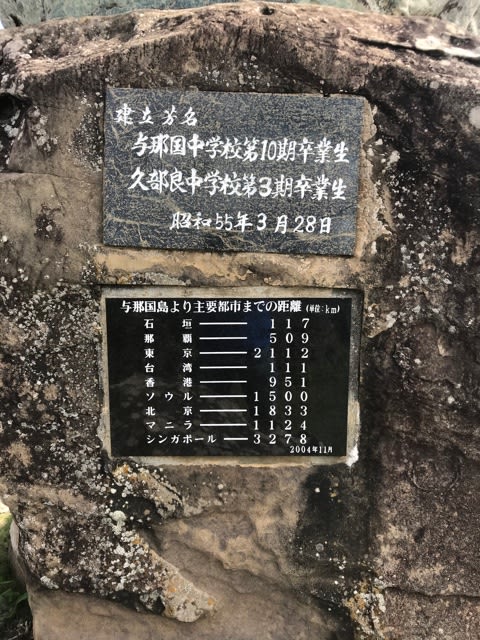 建立芳名
与那国中学校第10期卒業生
久部良中学校第3期卒業生
昭和55年3月28日
与那国島より主要都市までの距離(単位:km)
石垣——117
那覇——509
東京——2112
台湾——111
香港——951
ソウル——1500
北京——1833
マニラ——1124
シンガポール——3278
2004年11月